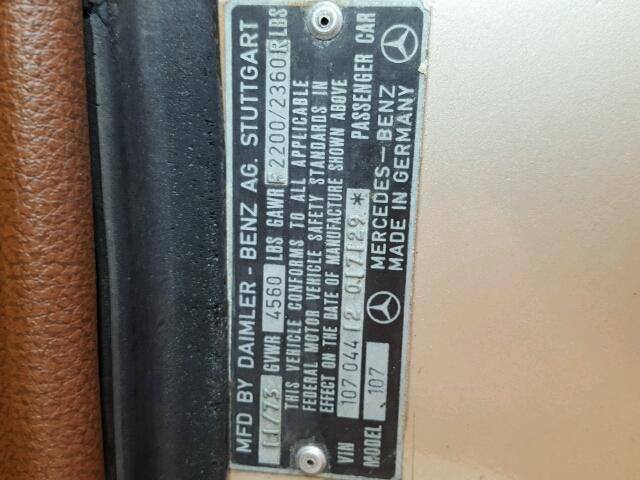 MFD BY DAIMLER-BENZ AG. STUTTGART
11/73 GVWR 4560 LBS GAWR F2200/2360R LBS
THIS VEHICLE CONFORMS TO ALL APPLICABLE
FEDERAL MOTOR VEHICLE SAFETY STANDARDS IN
EFFECT ON THE DATE OF MANUFACTURE SHOWN ABOVE
VIN 107 044 12 017129* PASSENGER CAR
MODEL 107 MERCEDES-BENZ
MADE IN GERMANY